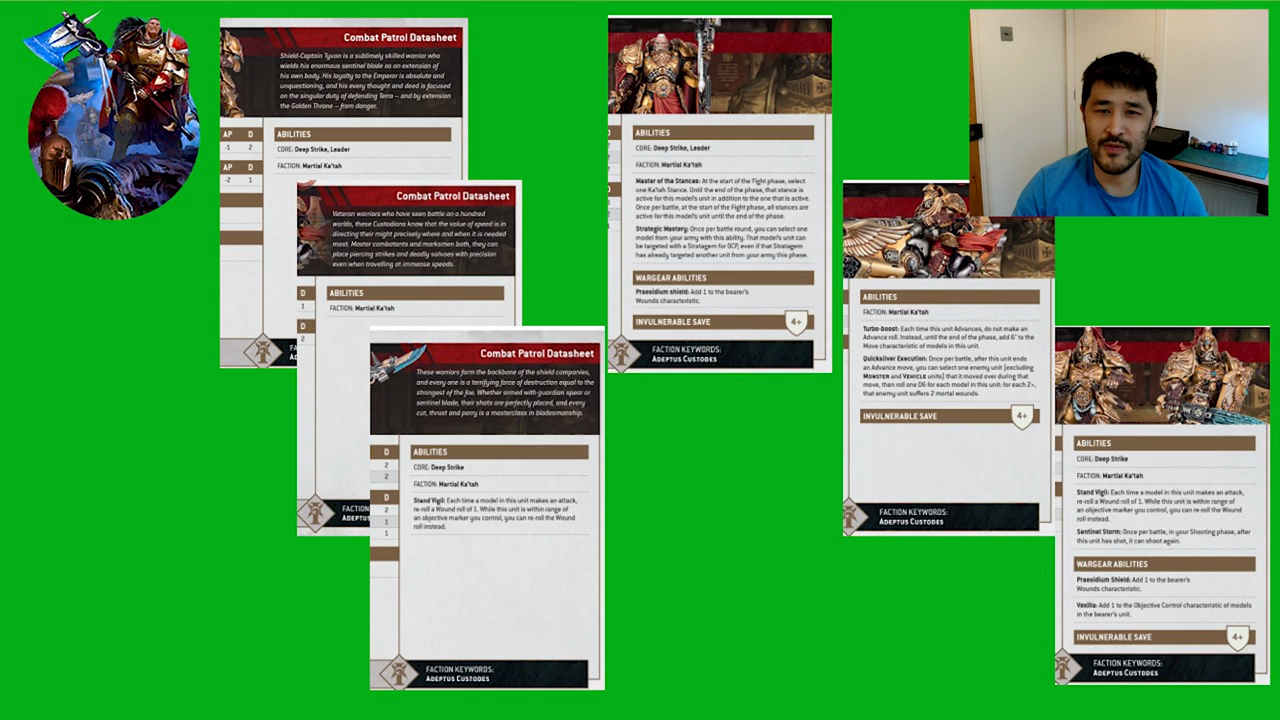 Combat Patrol Datasheet
Shield-Captain Tyvan is a sublimely skilled warrior who
wields his enormous sentinel blade as an extension of
his own body. His loyalty to the Emperor is absolute and
unquestioning, and his every thought and deed is focused
on the singular duty of defending Terra – and by extension
the Golden Throne – from danger.
AP D
-1 2
AP D
-2 1
ABILITIES
CORE: Deep Strike, Leader
FACTION: Martial Ka'tah
FA
AD
Combat Patrol Datasheet
Veteran warriors who have seen battle on a hundred
worlds, these Custodians know that the value of speed is in
directing their might precisely where and when it is needed
most. Master combatants and marksmen both, they can
place piercing strikes and deadly salvoes with precision
even when travelling at immense speeds.
D
1
D
2
ABILITIES
FACTION: Martial Ka'tah
FACTION
ADEPTUS
Combat Patrol Datasheet
These warriors form the backbone of the shield companies,
and every one is a terrifying force of destruction equal to the
strongest of the foe. Whether armed with guardian spear or
sentinel blade, their shots are perfectly placed, and every
cut, thrust and parry is a masterclass in bladesmanship.
D
2
2
D
2
1
1
ABILITIES
CORE: Deep Strike
FACTION: Martial Ka'tah
Stand Vigil: Each time a model in this unit makes an attack,
re-roll a Wound roll of 1. While this unit is within range of
an objective marker you control, you can re-roll the Wound
roll instead.
FACTION KEYWORDS:
ADEPTUS CUSTODES
ABILITIES
CORE: Deep Strike, Leader
FACTION: Martial Ka'tah
Master of the Stances: At the start of the Fight phase, select
one Ka'tah Stance. Until the end of the phase, that stance is
active for this model's unit in addition to the one that is active.
Once per battle, at the start of the Fight phase, all stances are
active for this model's unit until the end of the phase.
Strategic Mastery: Once per battle round, you can select one
model from your army with this ability. That model's unit can
be targeted with a Stratagem for 0CP, even if that Stratagem
has already targeted another unit from your army this phase.
WARGEAR ABILITIES
Praesidium shield: Add 1 to the bearer's
Wounds characteristic.
INVULNERABLE SAVE 4+
FACTION KEYWORDS:
ADEPTUS CUSTODES
ABILITIES
FACTION: Martial Ka'tah
Turbo-boost: Each time this unit Advances, do not make an
Advance roll. Instead, until the end of the phase, add 6" to the
Move characteristic of models in this unit.
Quicksilver Execution: Once per battle, after this unit ends
an Advance move, you can select one enemy unit (excluding
MONSTER and VEHICLE units) that it moved over during that
move, then roll one D6 for each model in this unit: for each 2+,
that enemy unit suffers 2 mortal wounds.
INVULNERABLE SAVE 4+
FACTION KEYWORDS:
ADEPTUS CUSTODES
ABILITIES
CORE: Deep Strike
FACTION: Martial Ka'tah
Stand Vigil: Each time a model in this unit makes an attack,
re-roll a Wound roll of 1. While this unit is within range of
an objective marker you control, you can re-roll the Wound
roll instead.
Sentinel Storm: Once per battle, in your Shooting phase, after
this unit has shot, it can shoot again.
WARGEAR ABILITIES
Praesidium Shield: Add 1 to the bearer's
Wounds characteristic.
Vexilla: Add 1 to the Objective Control characteristic of models
in the bearer's unit.
INVULNERABLE SAVE 4+
FACTION KEYWORDS:
ADEPTUS CUSTODES